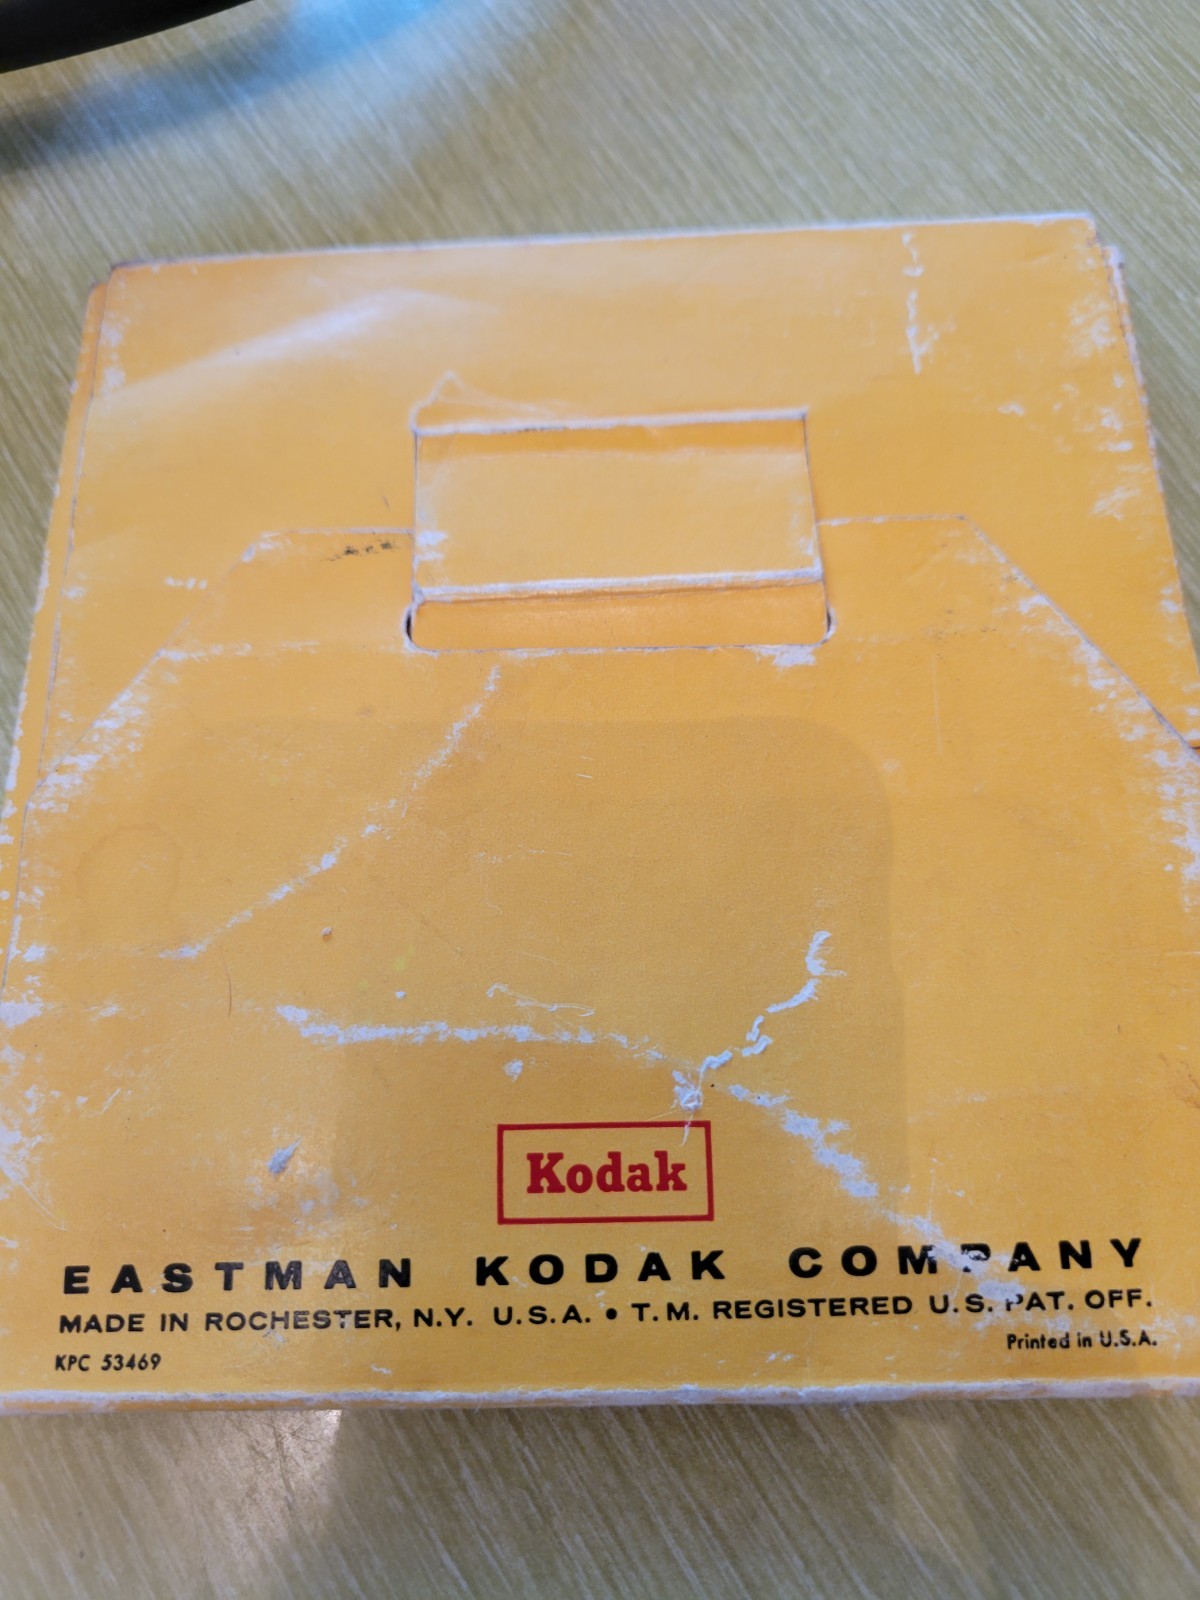 Kodak
EASTMAN KODAK COMPANY
MADE IN ROCHESTER, N.Y. U.S.A. • T.M. REGISTERED U.S. PAT. OFF.
Printed in U.S.A.
KPC 53469